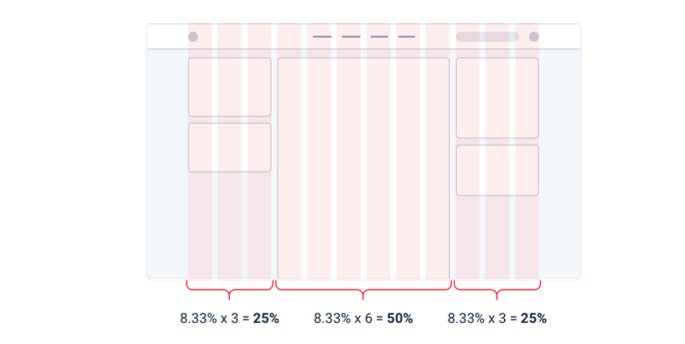 8.33% x 3 = 25% 8.33% x 6 = 50% 8.33% x 3 = 25%